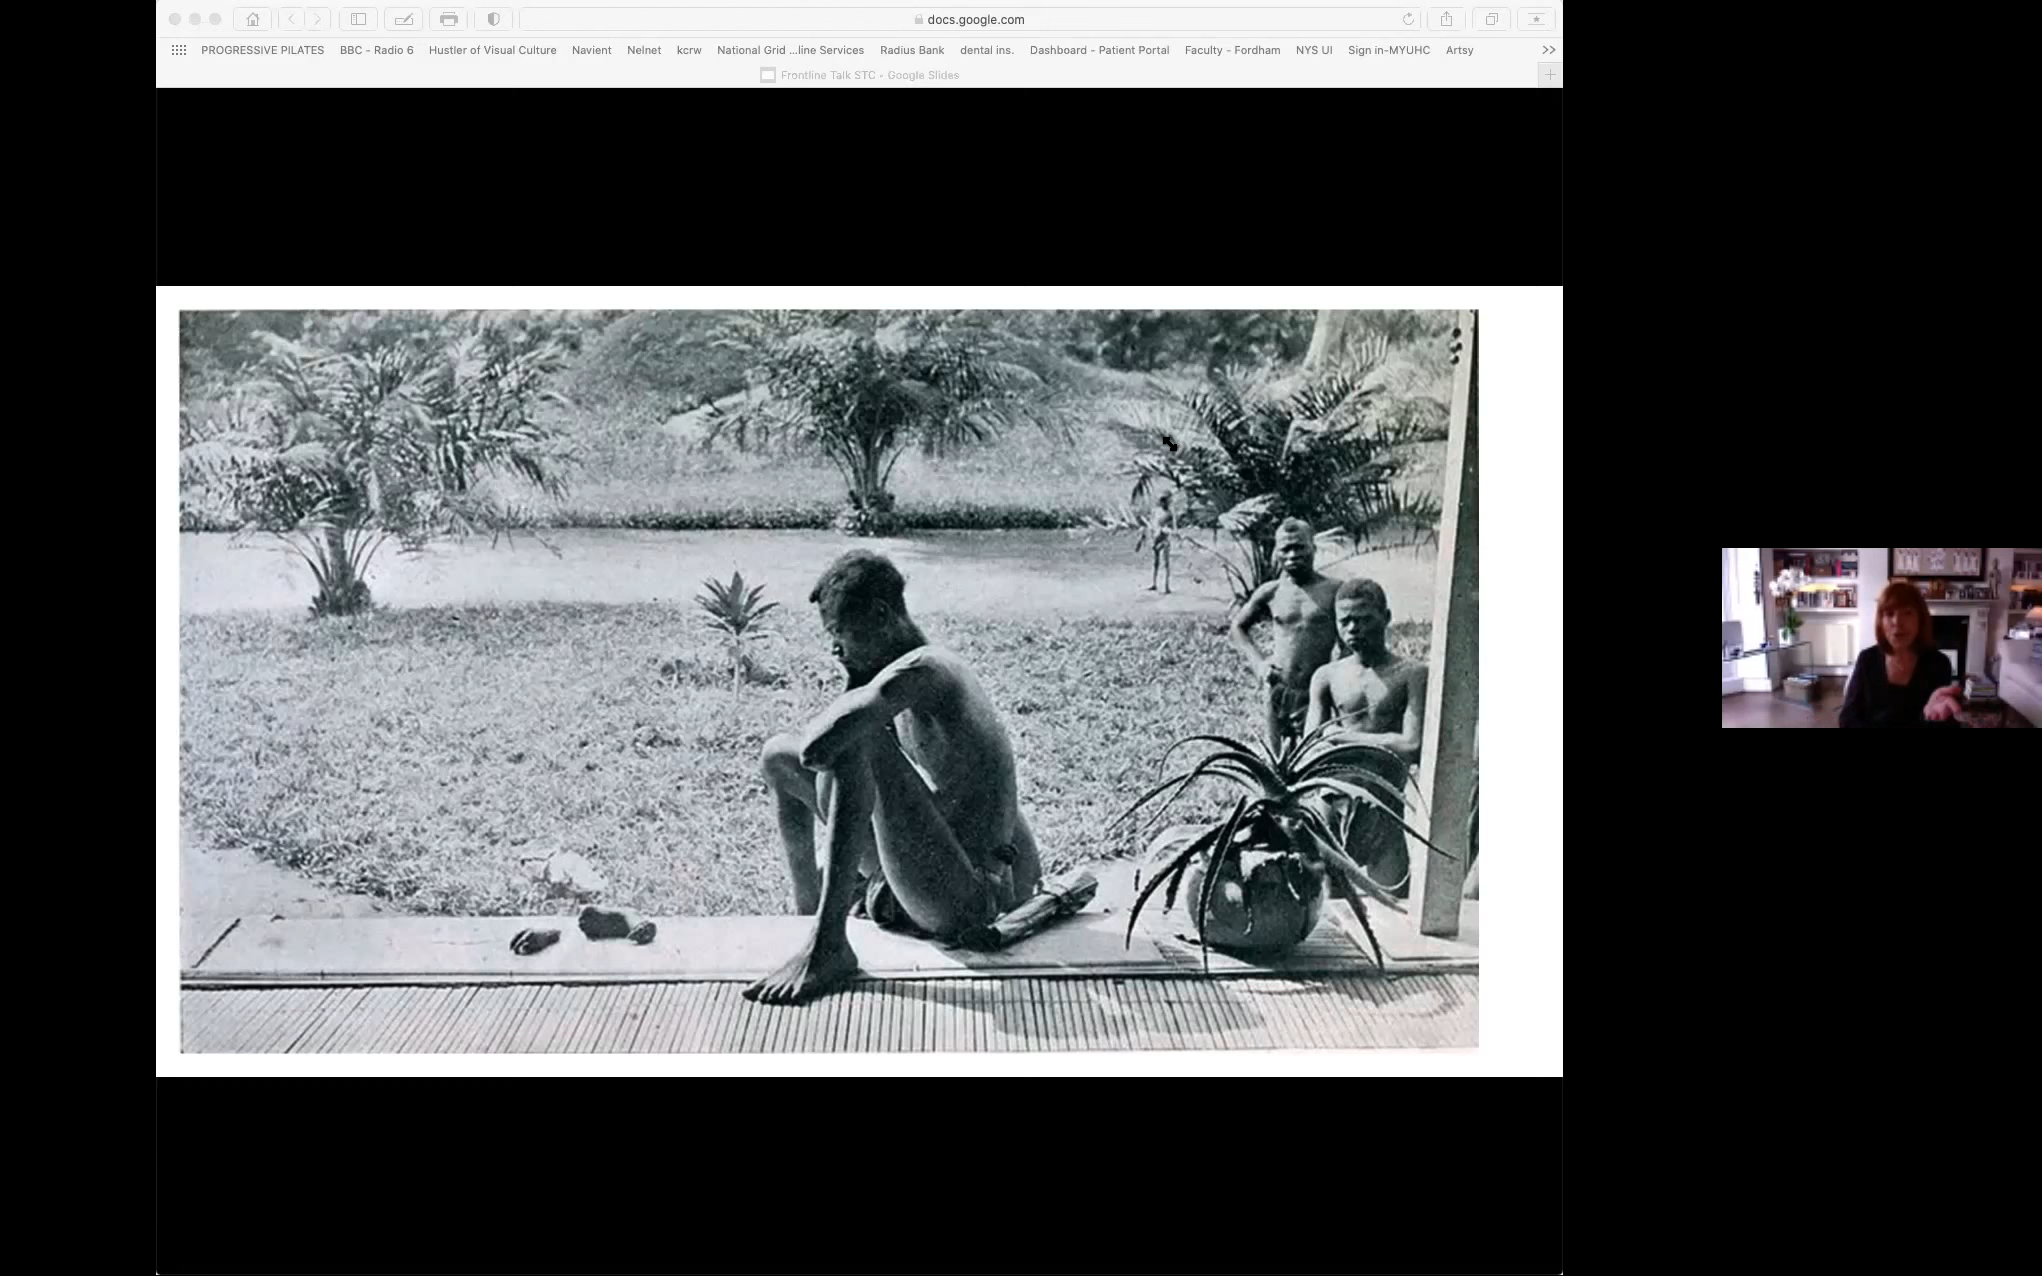 docs.google.com
PROGRESSIVE PILATES BBC - Radio 6 Hustler of Visual Culture Navient Nelnet kcrw National Grid ...line Services Radius Bank dental ins. Dashboard - Patient Portal Faculty - Fordham NYS UI Sign in-MYUHC Artsy >>
Frontline Talk STC - Google Slides